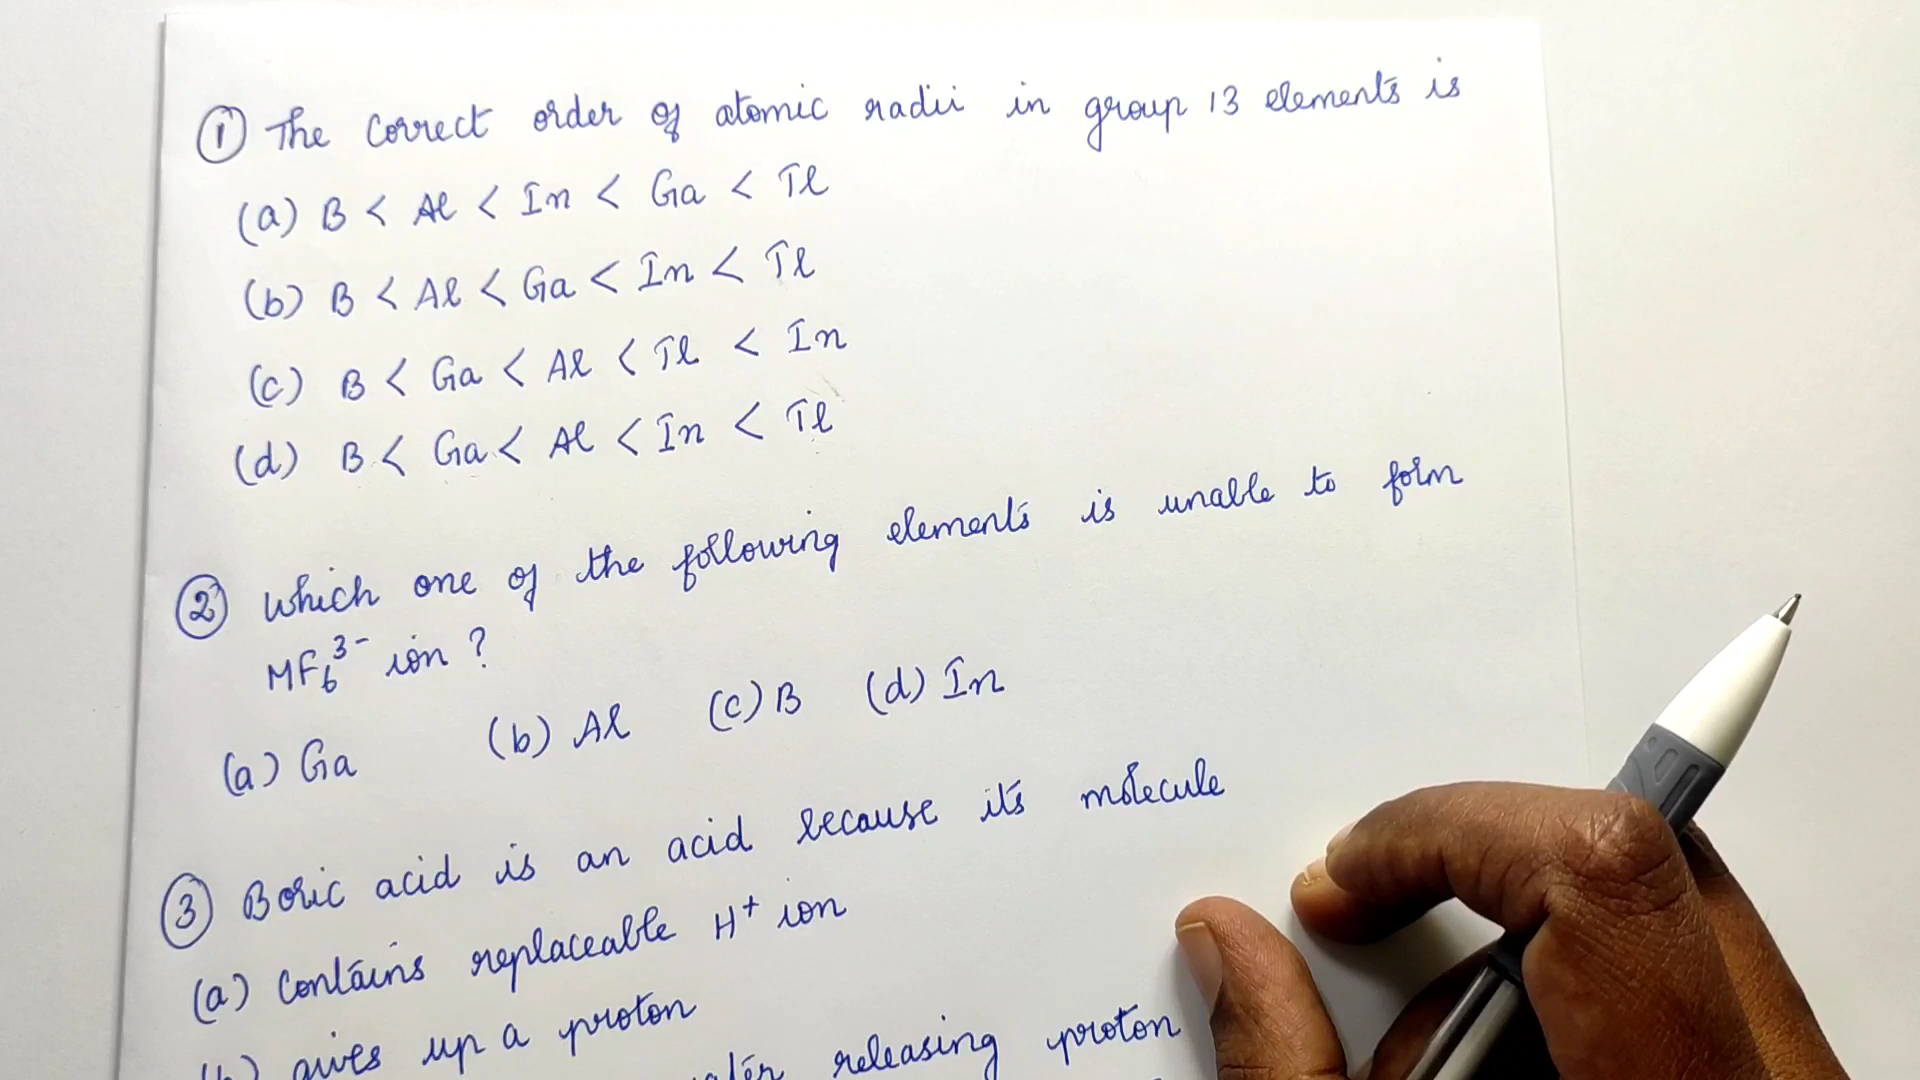 ① The correct order of atomic radii in group 13 elements is
(a) B < Al < In < Ga < Tl
(b) B < Al < Ga < In < Tl
(c) B < Ga < Al < Tl < In
(d) B < Ga < Al < In < Tl
② Which one of the following elements is unable to form
MF₆³⁻ ion ?
(a) Ga (b) Al (c) B (d) In
③ Boric acid is an acid because its molecule
(a) contains replaceable H⁺ ion
(b) gives up a proton
releasing proton